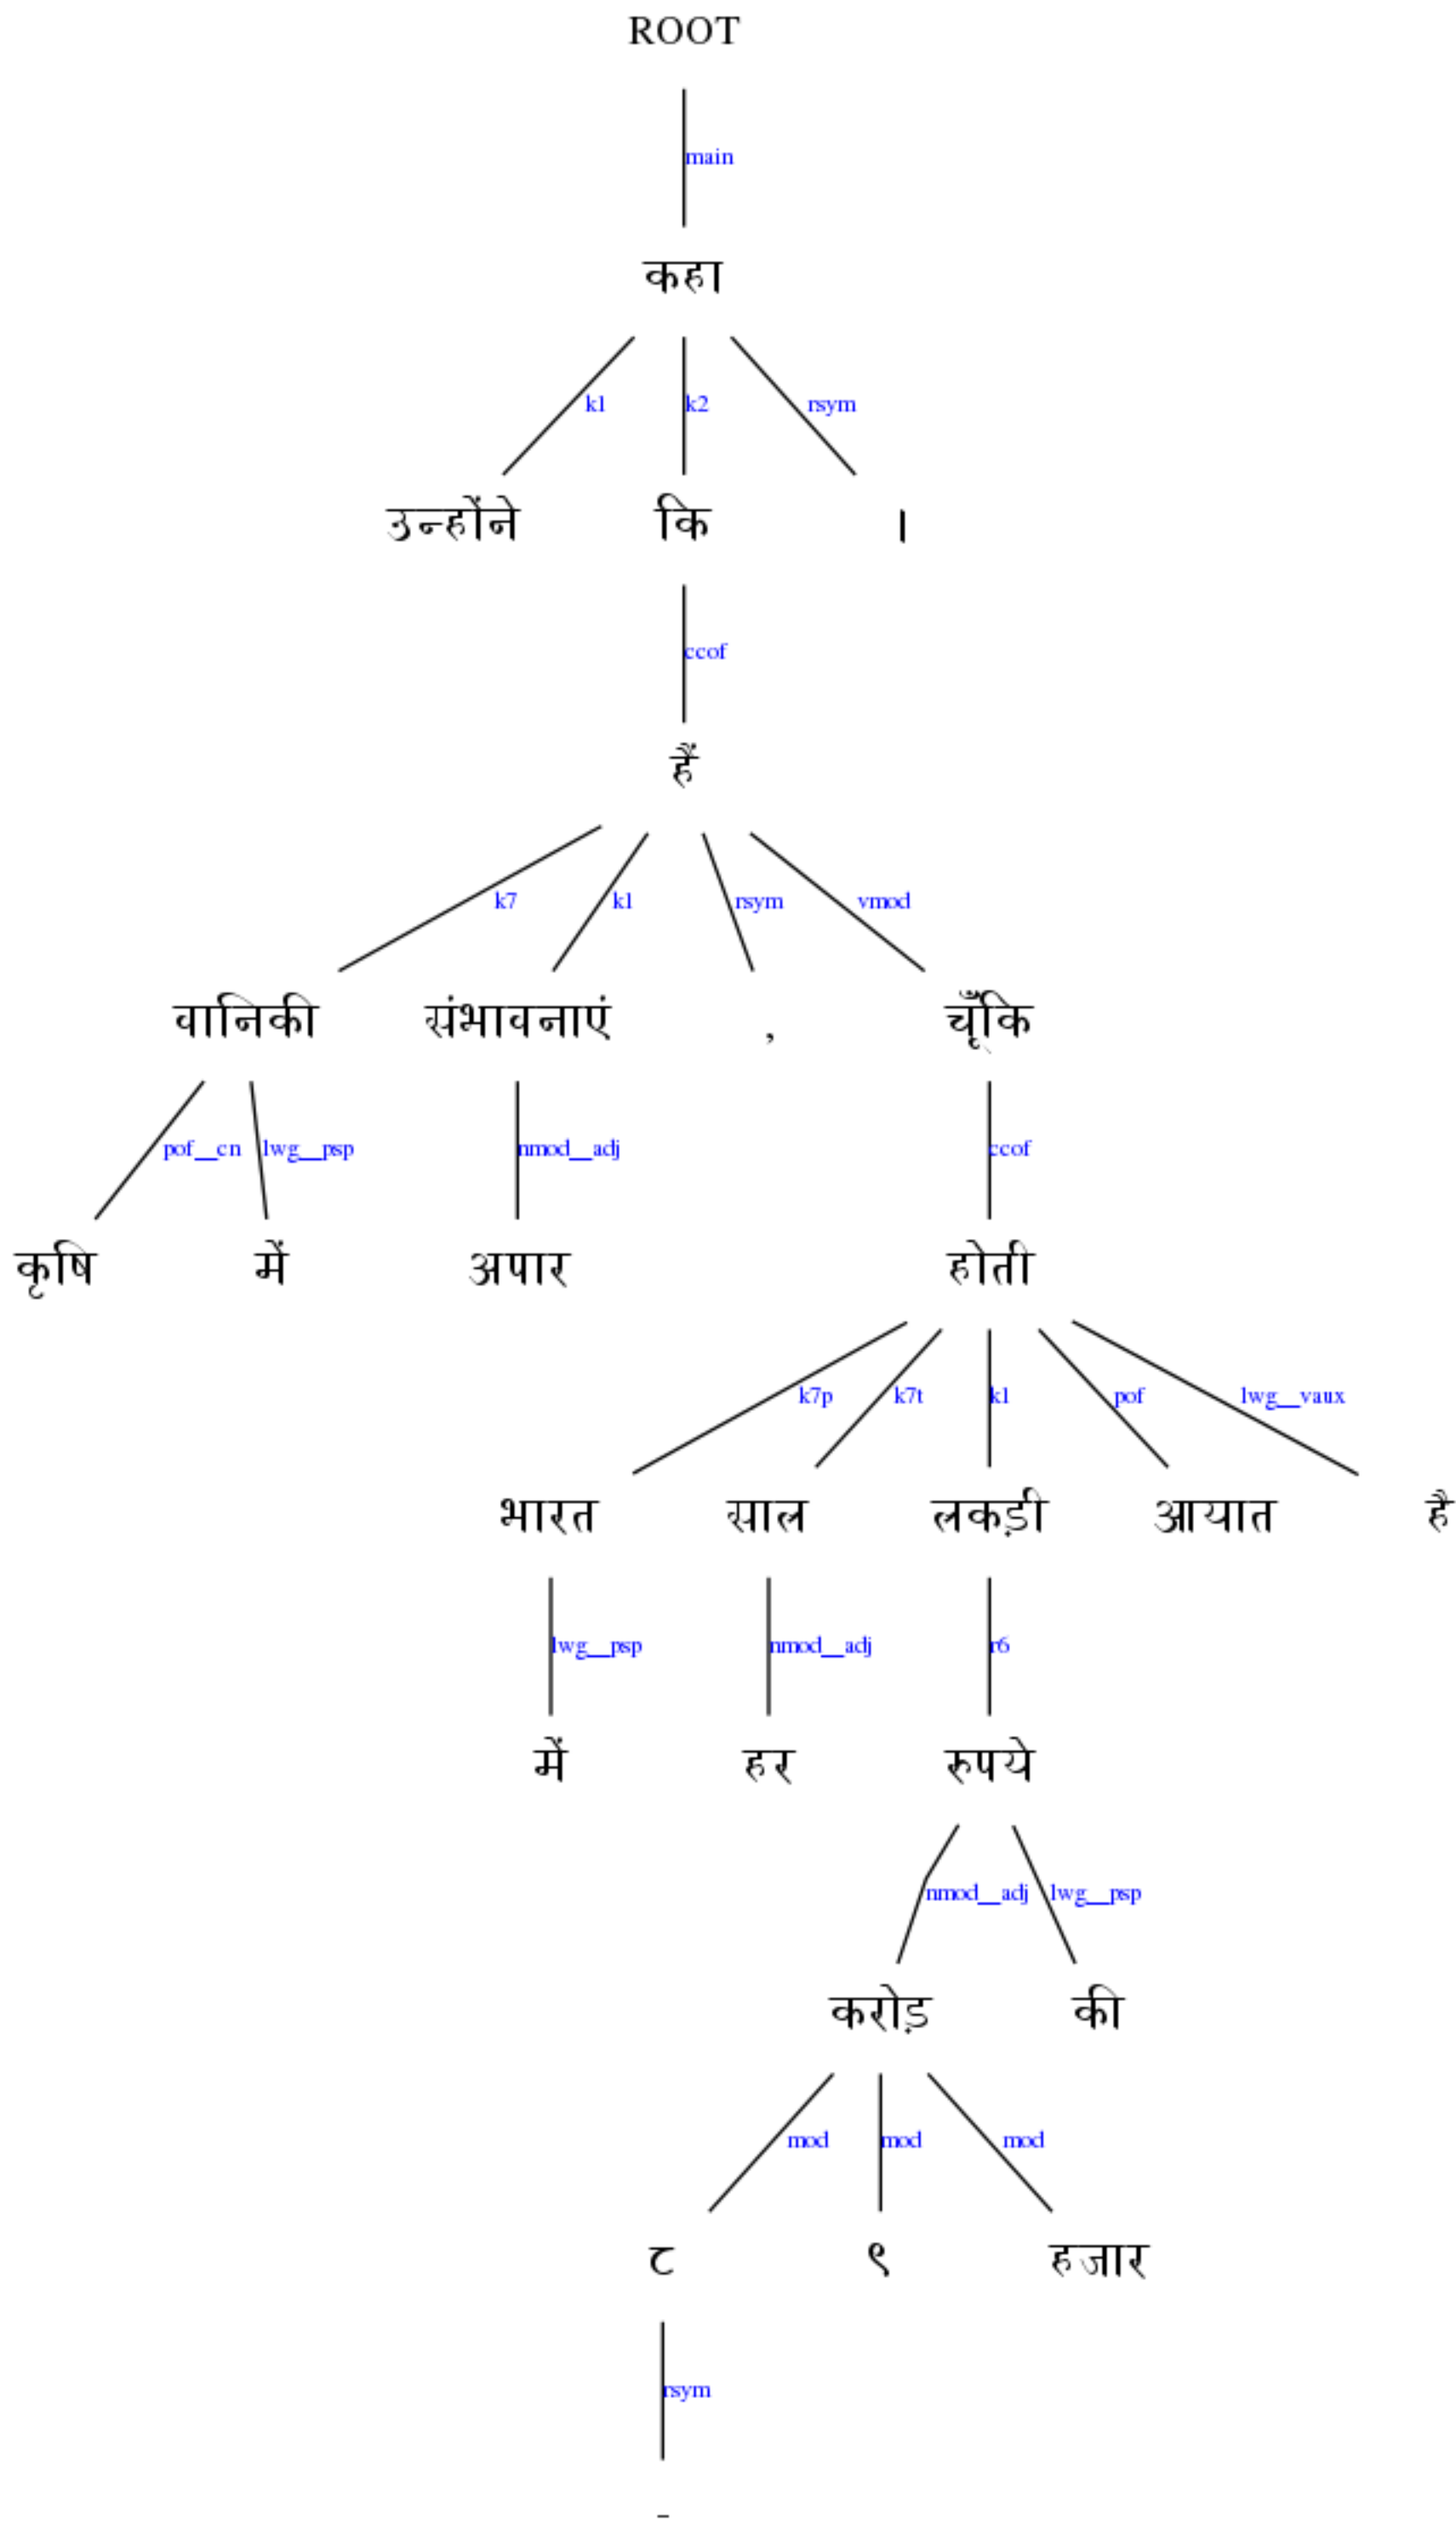 ROOT
main
कहा
k1 k2 rsym
उन्होंने कि ।
ccof
हैं
k7 k1 rsym vmod
वानिकी संभावनाएं , चूँकि
pof__cn lwg__psp nmod__adj ccof
कृषि में अपार होती
k7p k7t k1 pof lwg__vaux
भारत साल लकड़ी आयात है
lwg__psp nmod__adj r6
में हर रुपये
nmod__adj lwg__psp
करोड़ की
mod mod mod
८ ९ हजार
rsym
-